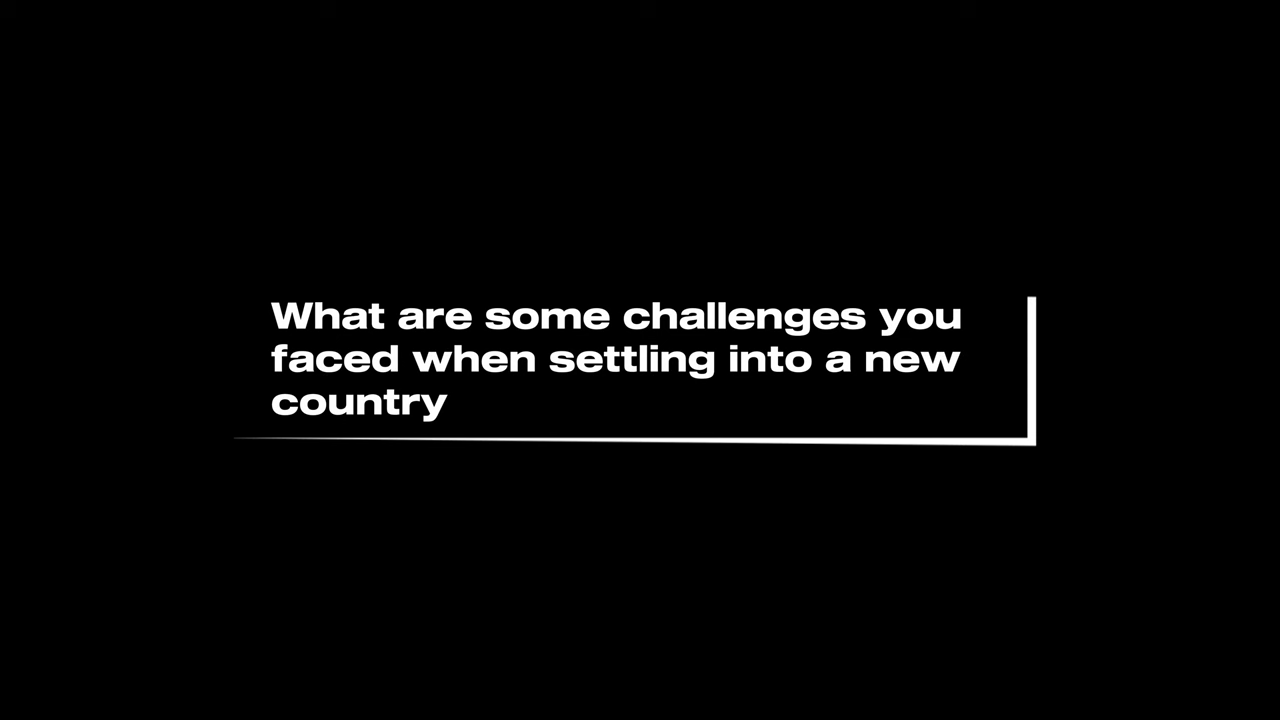 What are some challenges you
faced when settling into a new
country